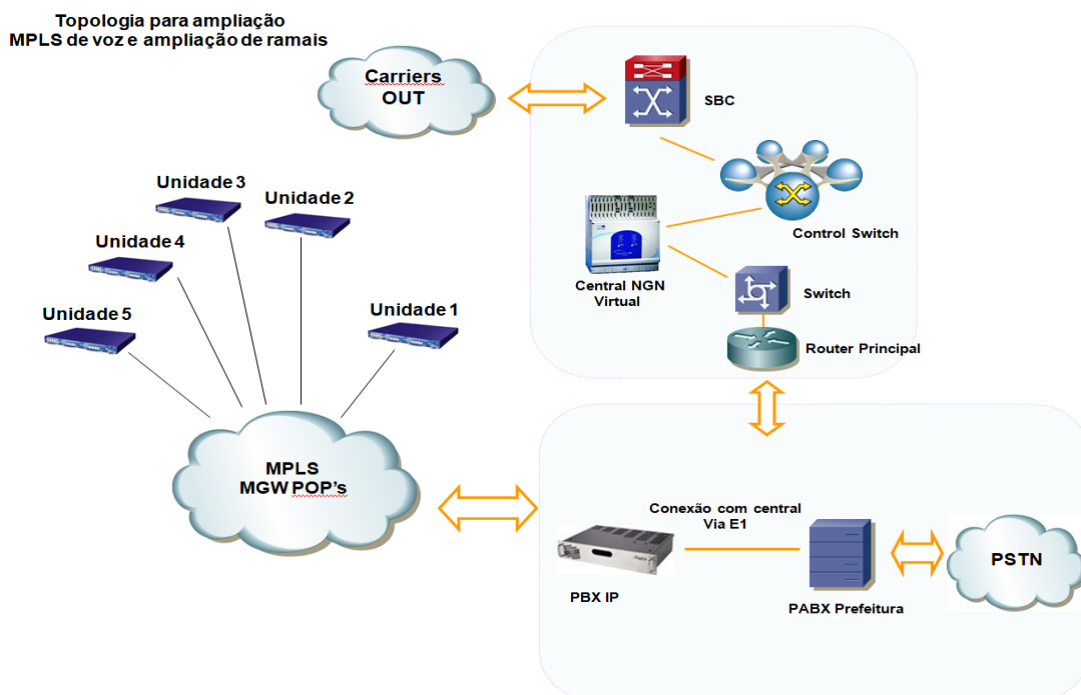 Topologia para ampliação
MPLS de voz e ampliação de ramais
Carriers
OUT
SBC
Control Switch
Central NGN
Virtual
Switch
Router Principal
Unidade 3
Unidade 2
Unidade 4
Unidade 5
Unidade 1
MPLS
MGW POP's
Conexão com central
Via E1
PBX IP
PABX Prefeitura
PSTN